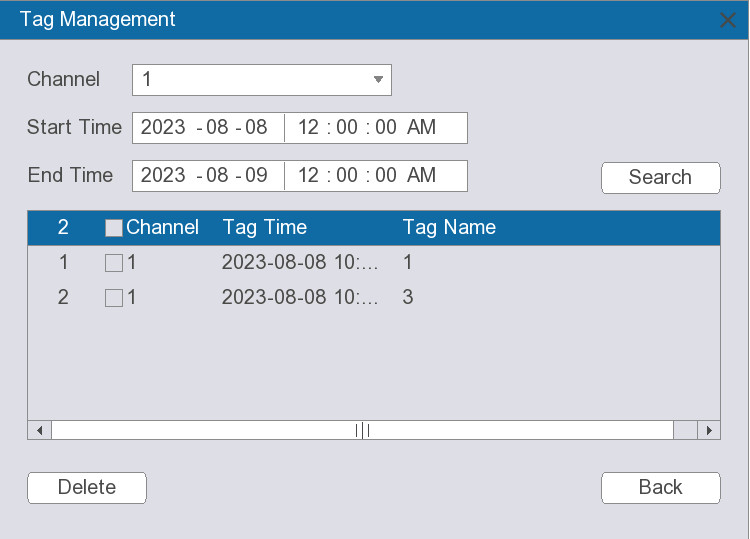 Tag Management
Channel 1
Start Time 2023 -08 -08 12 : 00 : 00 AM
End Time 2023 -08 -09 12 : 00 : 00 AM
Search
2 Channel Tag Time Tag Name
1 1 2023-08-08 10:... 1
2 1 2023-08-08 10:... 3
Delete Back